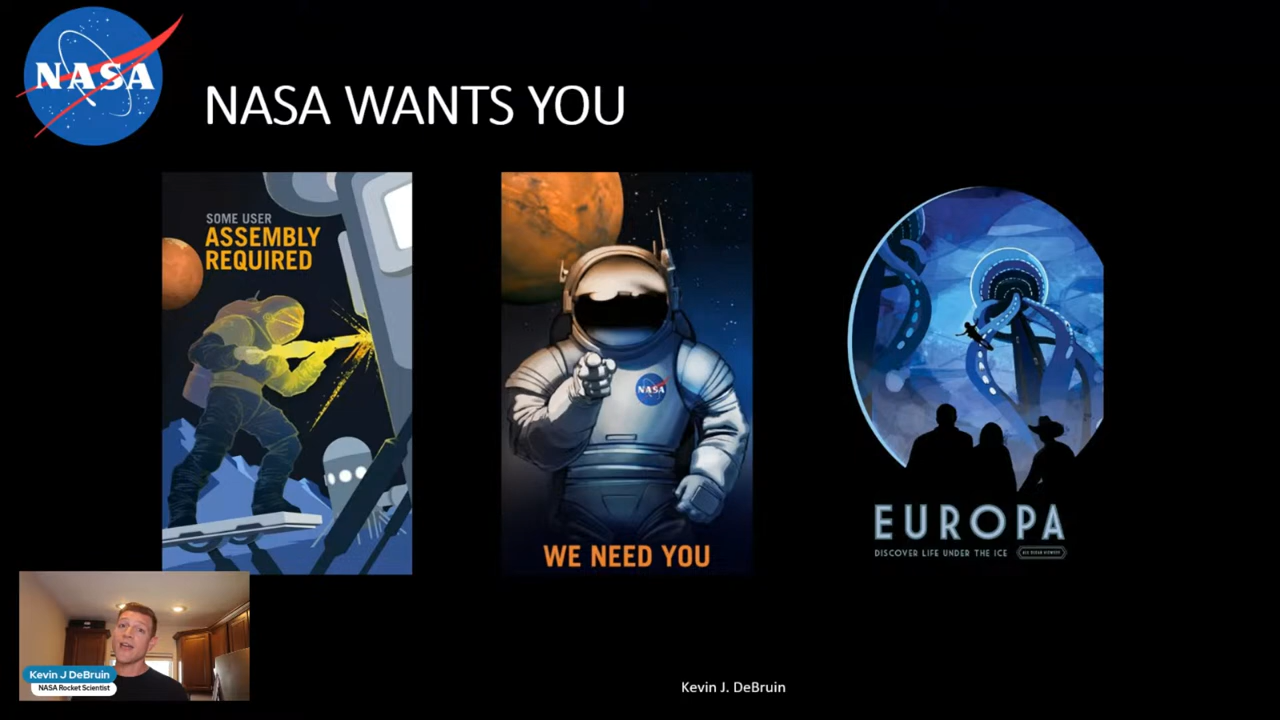 NASA
NASA WANTS YOU
SOME USER
ASSEMBLY
REQUIRED
NASA
WE NEED YOU
EUROPA
DISCOVER LIFE UNDER THE ICE
Kevin J DeBruin
NASA Rocket Scientist
Kevin J. DeBruin